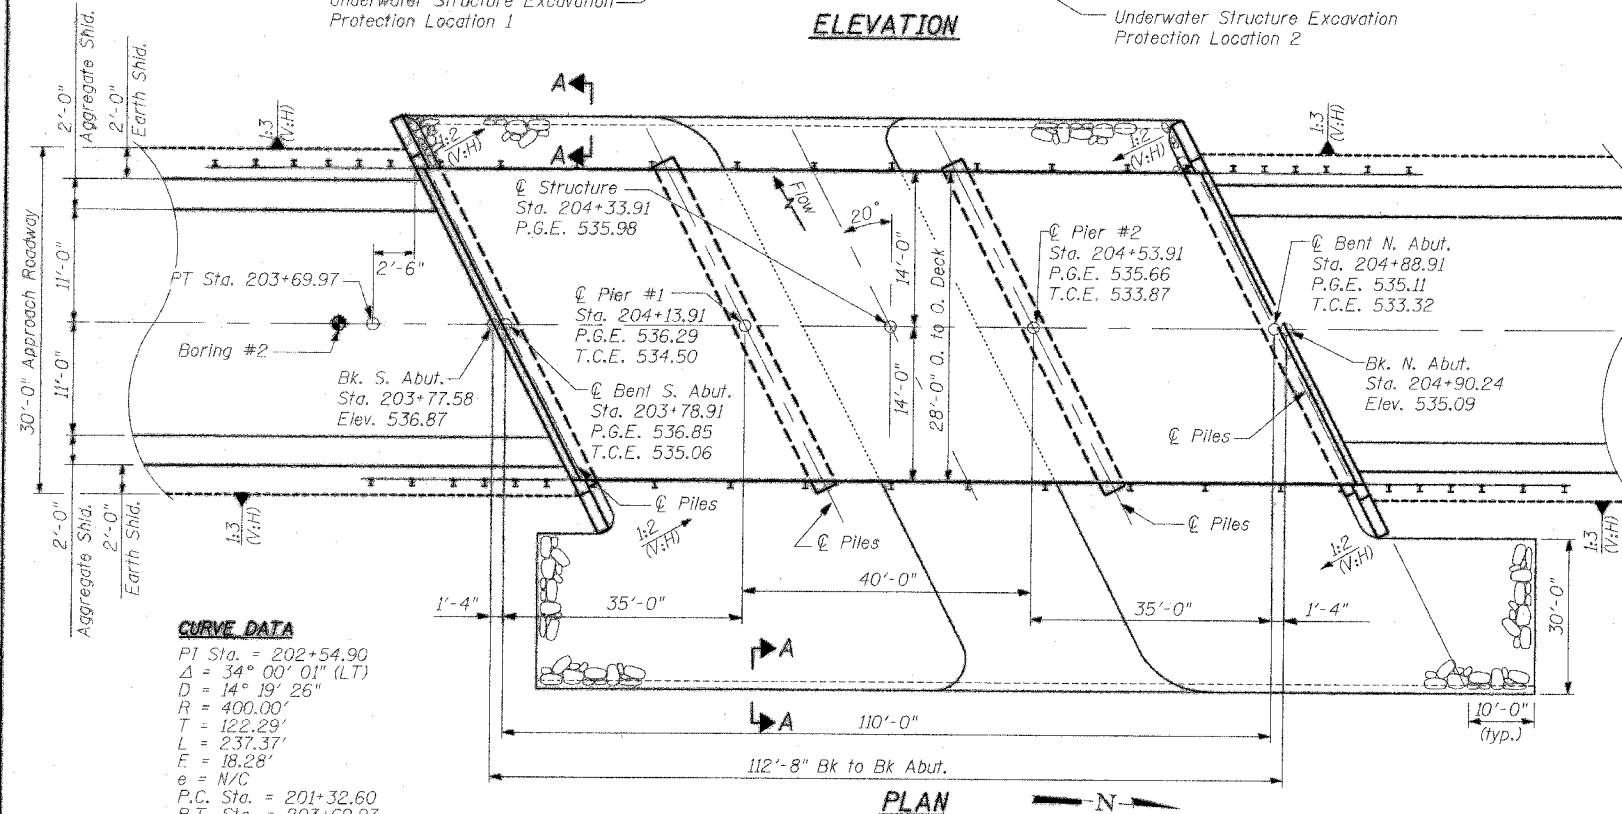 Underwater Structure Excavation
Protection Location 1
ELEVATION
Underwater Structure Excavation
Protection Location 2
2'-0"
Aggregate Shld.
2'-0"
Earth Shld.
1:3
(V:H)
A
A
1:2
(V:H)
1:2
(V:H)
1:3
(V:H)
℄ Structure
Sta. 204+33.91
P.G.E. 535.98
Flow
20°
30'-0" Approach Roadway
11'-0"
11'-0"
2'-6"
PT Sta. 203+69.97
Boring #2
℄ Pier #1
Sta. 204+13.91
P.G.E. 536.29
T.C.E. 534.50
14'-0"
14'-0"
28'-0" O. to O. Deck
℄ Pier #2
Sta. 204+53.91
P.G.E. 535.66
T.C.E. 533.87
℄ Bent N. Abut.
Sta. 204+88.91
P.G.E. 535.11
T.C.E. 533.32
Bk. S. Abut.
Sta. 203+77.58
Elev. 536.87
℄ Bent S. Abut.
Sta. 203+78.91
P.G.E. 536.85
T.C.E. 535.06
Bk. N. Abut.
Sta. 204+90.24
Elev. 535.09
℄ Piles
℄ Piles
℄ Piles
℄ Piles
2'-0"
Aggregate Shld.
2'-0"
Earth Shld.
1:3
(V:H)
1:2
(V:H)
1:2
(V:H)
1:3
(V:H)
1'-4"
35'-0"
40'-0"
35'-0"
1'-4"
30'-0"
A
A
10'-0"
(typ.)
110'-0"
112'-8" Bk to Bk Abut.
CURVE DATA
PI Sta. = 202+54.90
Δ = 34° 00' 01" (LT)
D = 14° 19' 26"
R = 400.00'
T = 122.29'
L = 237.37'
E = 18.28'
e = N/C
P.C. Sta. = 201+32.60
P.T. Sta. = 203+69.97
PLAN
N